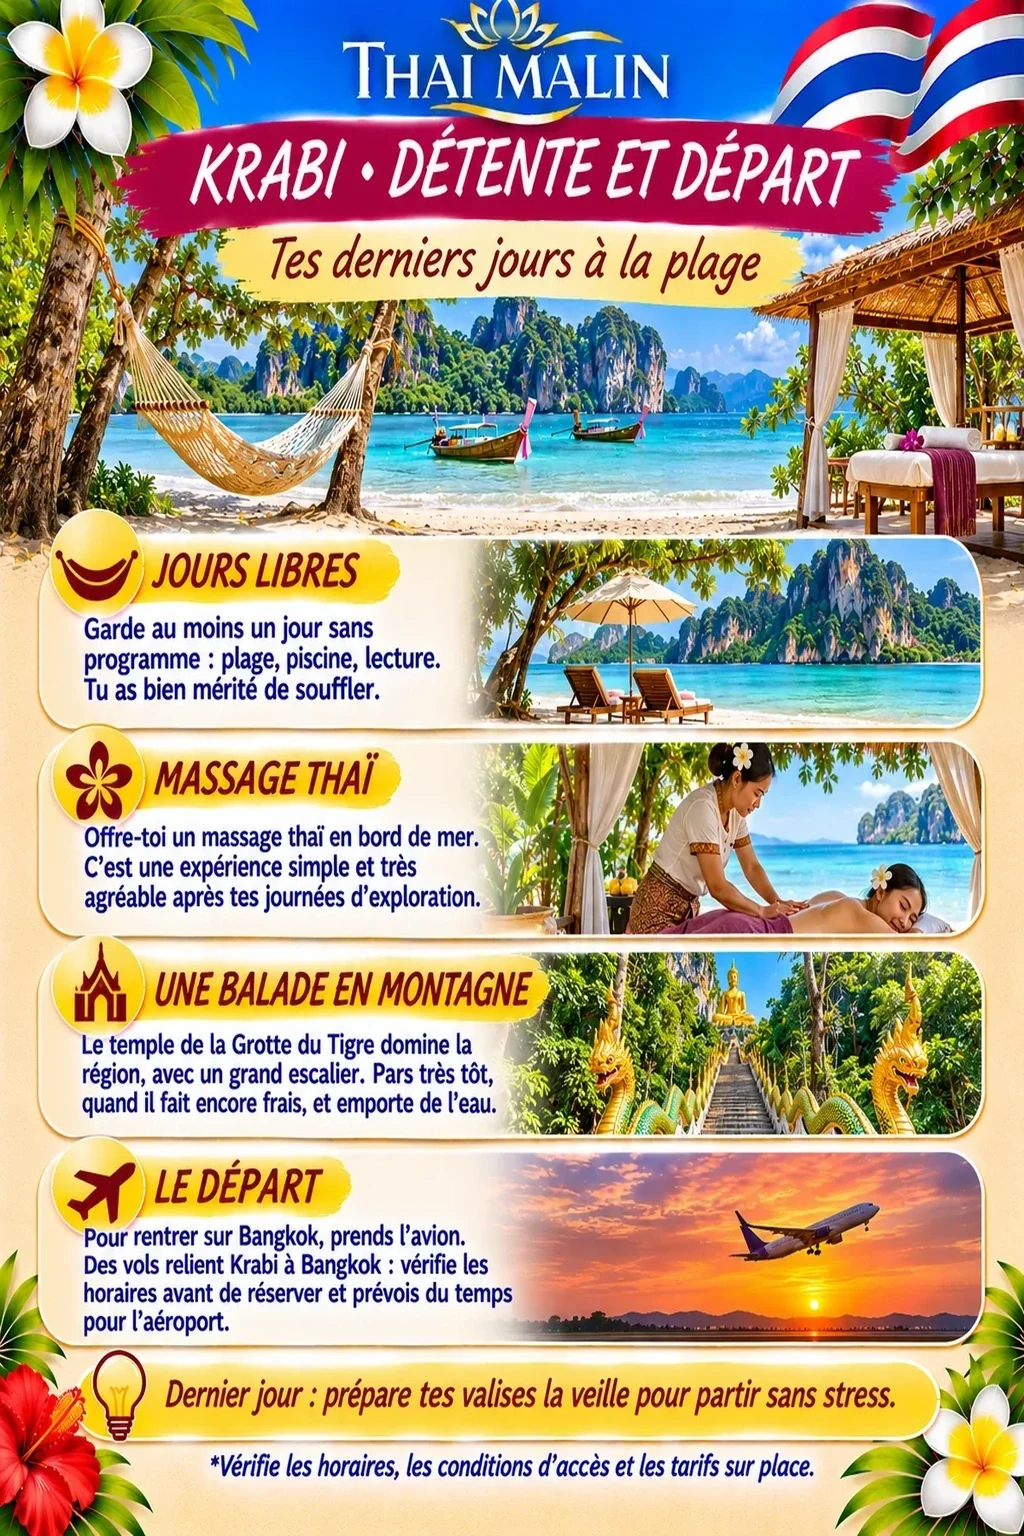 THAI MALIN
KRABI • DÉTENTE ET DÉPART
Tes derniers jours à la plage
JOURS LIBRES
Garde au moins un jour sans
programme : plage, piscine, lecture.
Tu as bien mérité de souffler.
MASSAGE THAÏ
Offre-toi un massage thaï en bord de mer.
C'est une expérience simple et très
agréable après tes journées d'exploration.
UNE BALADE EN MONTAGNE
Le temple de la Grotte du Tigre domine la
région, avec un grand escalier. Pars très tôt,
quand il fait encore frais, et emporte de l'eau.
LE DÉPART
Pour rentrer sur Bangkok, prends l'avion.
Des vols relient Krabi à Bangkok : vérifie les
horaires avant de réserver et prévois du temps
pour l'aéroport.
Dernier jour : prépare tes valises la veille pour partir sans stress.
*Vérifie les horaires, les conditions d'accès et les tarifs sur place.